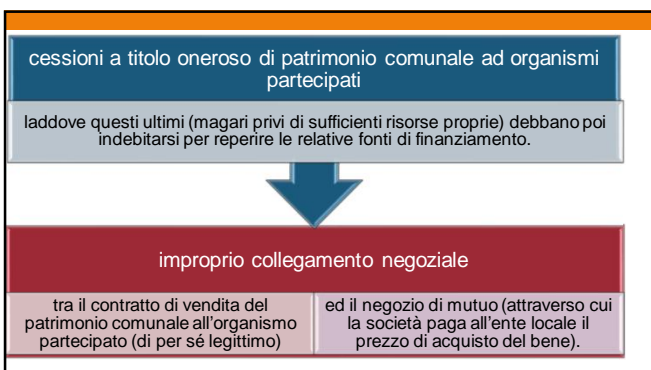 cessioni a titolo oneroso di patrimonio comunale ad organismi
partecipati
laddove questi ultimi (magari privi di sufficienti risorse proprie) debbano poi
indebitarsi per reperire le relative fonti di finanziamento.
improprio collegamento negoziale
tra il contratto di vendita del
patrimonio comunale all'organismo
partecipato (di per sé legittimo)
ed il negozio di mutuo (attraverso cui
la società paga all'ente locale il
prezzo di acquisto del bene).